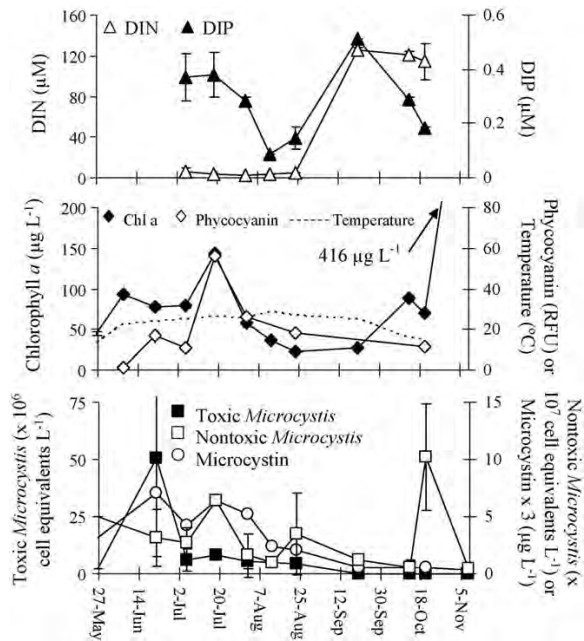 DIN DIP
160
120
80
40
0
DIN
(µM)
0.6
0.4
0.2
0
DIP
(µM)
Chl a Phycocyanin Temperature
416 µg L-1
200
150
100
50
0
Chlorophyll a (µg L-1)
80
60
40
20
0
Phycocyanin (RFU) or
Temperature (°C)
Toxic Microcystis
Nontoxic Microcystis
Microcystin
75
50
25
0
Toxic Microcystis (x 10⁶
cell equivalents L-1)
15
10
5
0
Nontoxic Microcystis (x
10⁷ cell equivalents L-1) or
Microcystin x 3 (µg L-1)
27-May
14-Jun
2-Jul
20-Jul
7-Aug
25-Aug
12-Sep
30-Sep
18-Oct
5-Nov